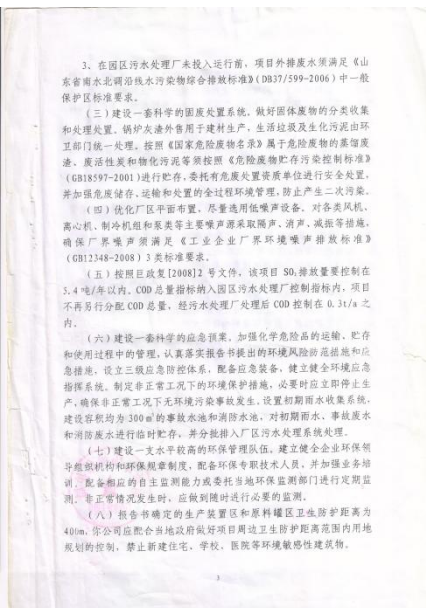 3、在园区污水处理厂未投入运行前，项目外排废水须满足《山
东省南水北调沿线水污染物综合排放标准》（DB37/599-2006）中一般
保护区标准要求。
（三）建设一套科学的固废处置系统。做好固体废物的分类收集
和处理处置。锅炉灰渣外售用于建材生产，生活垃圾及生化污泥由环
卫部门统一处理。按照《国家危险废物名录》属于危险废物的蒸馏废
渣、废活性炭和物化污泥等须按照《危险废物贮存污染控制标准》
（GB18597-2001）进行贮存，委托有危废处置资质单位进行安全处置，
并加强危废储存、运输和处置的全过程环境管理，防止产生二次污染。
（四）优化厂区平面布置，尽量选用低噪声设备。对各类风机、
离心机、制冷机组和泵类等主要噪声源采取隔声、消声、减振等措施，
确保厂界噪声须满足《工业企业厂界环境噪声排放标准》
（GB12348-2008）3类标准要求。
（五）按照巨政复[2008]2号文件，该项目SO₂排放量要控制在
5.4吨/年以内。COD总量指标纳入园区污水处理厂控制指标内，项目
不再另行分配COD总量，经污水处理厂处理后COD控制在0.3t/a之
内。
（六）建设一套科学的应急预案。加强化学危险品的运输、贮存
和使用过程中的管理，认真落实报告书提出的环境风险防范措施和应
急措施，设立三级应急防控体系，配备应急装备，健立健全环境应急
指挥系统。制定非正常工况下的环境保护措施，必要时应立即停止生
产，确保非正常工况下无环境污染事故发生。设置初期雨水收集系统，
建设容积均为300m³的事故水池和消防水池，对初期雨水、事故废水
和消防废水进行临时贮存，并分批排入厂区污水处理系统处理。
（七）建设一支水平较高的环保管理队伍。建立健全企业环保领
导组织机构和环保规章制度，配备环保专职技术人员，并加强业务培
训，配备相应的自主监测能力或委托当地环保监测部门进行定期监
测。非正常情况发生时，应做到随时进行必要的监测。
（八）报告书确定的生产装置区和原料罐区卫生防护距离为
400m，你公司应配合当地政府做好项目周边卫生防护距离范围内用地
规划的控制，禁止新建住宅、学校、医院等环境敏感性建筑物。
3